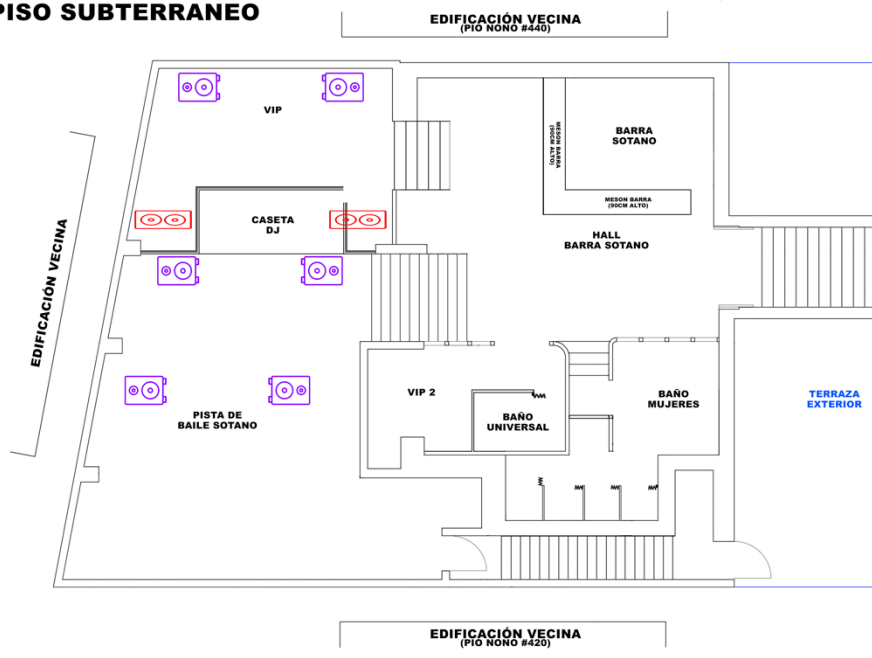 PISO SUBTERRANEO
EDIFICACIÓN VECINA
(PIO NONO #440)
VIP
MESON BARRA
(90CM ALTO)
BARRA
SOTANO
MESON BARRA
(90CM ALTO)
CASETA
DJ
HALL
BARRA SOTANO
EDIFICACIÓN VECINA
VIP 2
BAÑO
UNIVERSAL
BAÑO
MUJERES
TERRAZA
EXTERIOR
PISTA DE
BAILE SOTANO
EDIFICACIÓN VECINA
(PIO NONO #420)